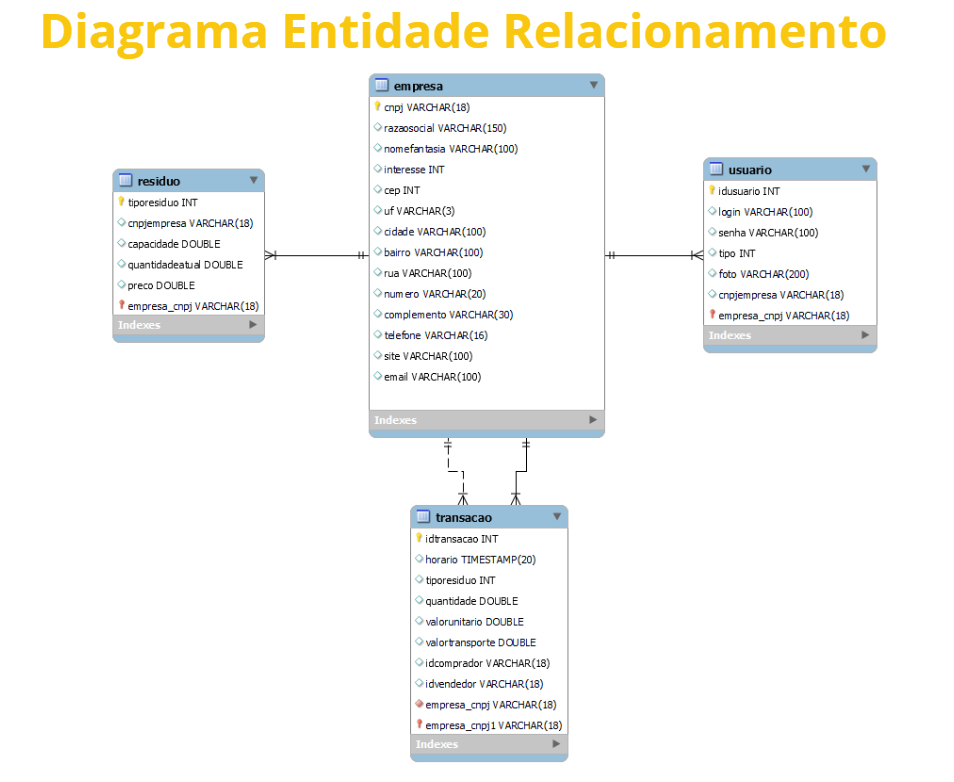 Diagrama Entidade Relacionamento
empresa
cnpj VARCHAR(18)
razaosocial VARCHAR(150)
nomefantasia VARCHAR(100)
interesse INT
cep INT
uf VARCHAR(3)
cidade VARCHAR(100)
bairro VARCHAR(100)
rua VARCHAR(100)
numero VARCHAR(20)
complemento VARCHAR(30)
telefone VARCHAR(16)
site VARCHAR(100)
email VARCHAR(100)
Indexes
residuo
tiporesiduo INT
cnpjempresa VARCHAR(18)
capacidade DOUBLE
quantidadeatual DOUBLE
preco DOUBLE
empresa_cnpj VARCHAR(18)
Indexes
usuario
idusuario INT
login VARCHAR(100)
senha VARCHAR(100)
tipo INT
foto VARCHAR(200)
cnpjempresa VARCHAR(18)
empresa_cnpj VARCHAR(18)
Indexes
transacao
idtransacao INT
horario TIMESTAMP(20)
tiporesiduo INT
quantidade DOUBLE
valorunitario DOUBLE
valortransporte DOUBLE
idcomprador VARCHAR(18)
idvendedor VARCHAR(18)
empresa_cnpj VARCHAR(18)
empresa_cnpj1 VARCHAR(18)
Indexes